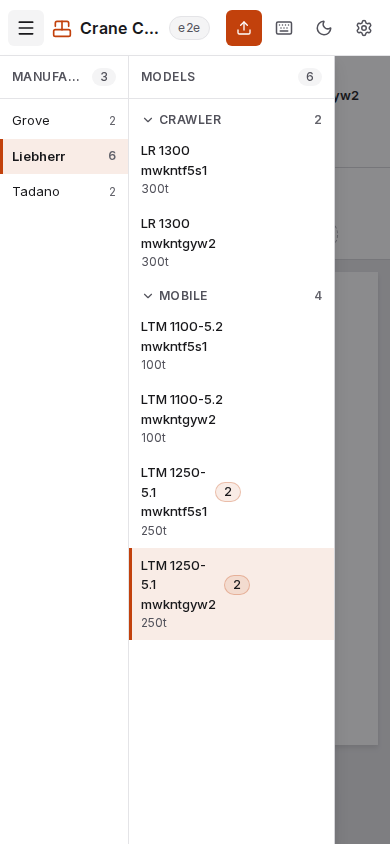 Crane C... e2e
MANUFA... 3
Grove 2
Liebherr 6
Tadano 2
MODELS 6
CRAWLER 2
LR 1300
mwkntf5s1
300t
LR 1300
mwkntgyw2
300t
MOBILE 4
LTM 1100-5.2
mwkntf5s1
100t
LTM 1100-5.2
mwkntgyw2
100t
LTM 1250-
5.1 2
mwkntf5s1
250t
LTM 1250-
5.1 2
mwkntgyw2
250t
yw2